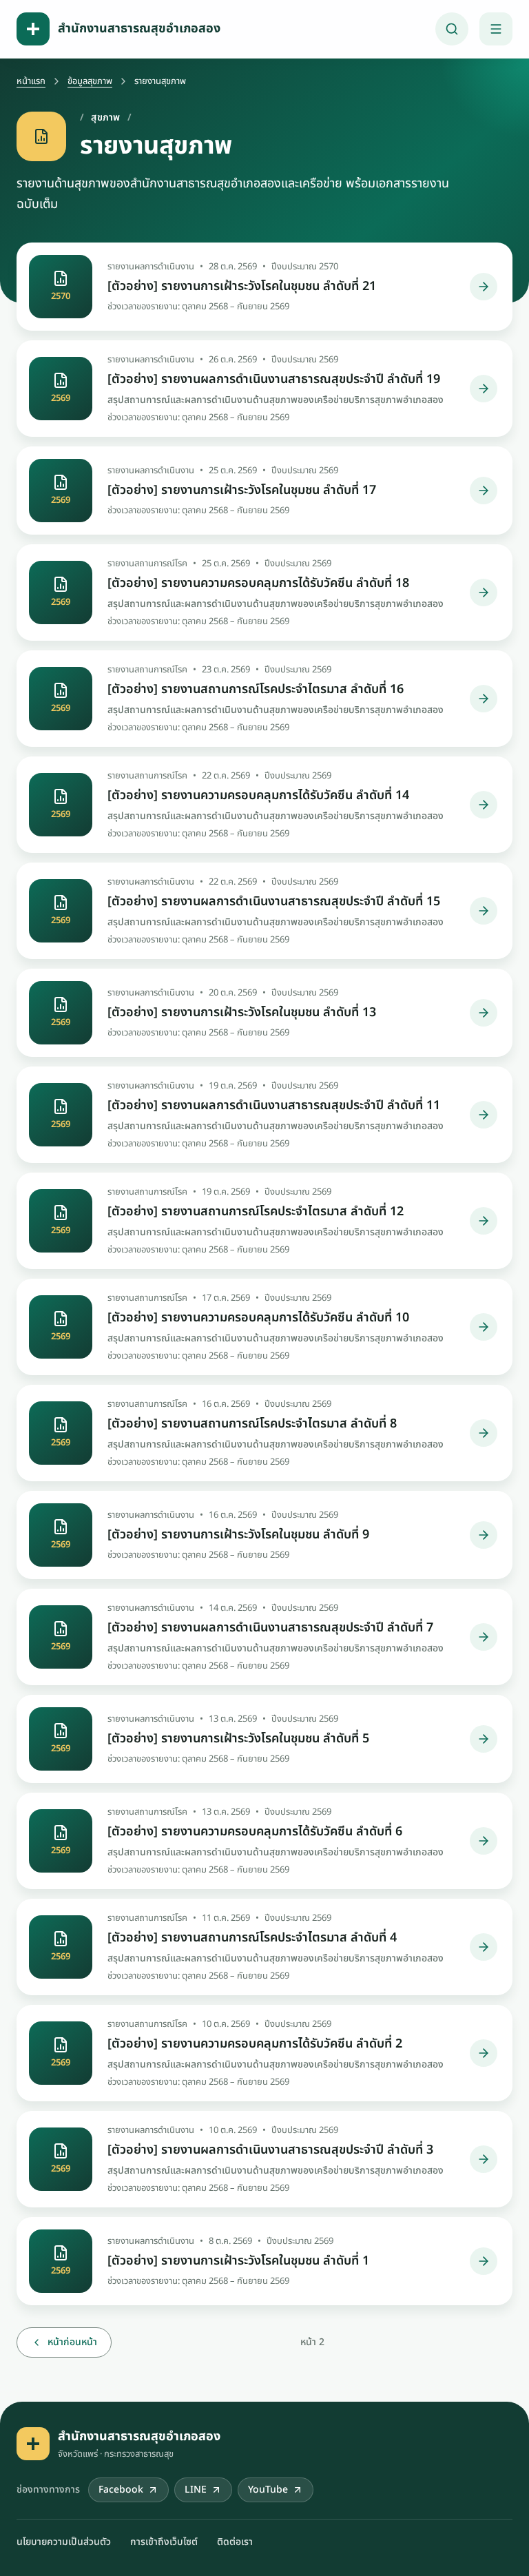 สำนักงานสาธารณสุขอำเภอสอง
หน้าแรก > ข้อมูลสุขภาพ > รายงานสุขภาพ
/ สุขภาพ /
รายงานสุขภาพ
รายงานด้านสุขภาพของสำนักงานสาธารณสุขอำเภอสองและเครือข่าย พร้อมเอกสารรายงาน
ฉบับเต็ม
รายงานผลการดำเนินงาน • 28 ต.ค. 2569 • ปีงบประมาณ 2570
2570
[ตัวอย่าง] รายงานการเฝ้าระวังโรคในชุมชน ลำดับที่ 21
ช่วงเวลาของรายงาน: ตุลาคม 2568 – กันยายน 2569
รายงานผลการดำเนินงาน • 26 ต.ค. 2569 • ปีงบประมาณ 2569
2569
[ตัวอย่าง] รายงานผลการดำเนินงานสาธารณสุขประจำปี ลำดับที่ 19
สรุปสถานการณ์และผลการดำเนินงานด้านสุขภาพของเครือข่ายบริการสุขภาพอำเภอสอง
ช่วงเวลาของรายงาน: ตุลาคม 2568 – กันยายน 2569
รายงานผลการดำเนินงาน • 25 ต.ค. 2569 • ปีงบประมาณ 2569
2569
[ตัวอย่าง] รายงานการเฝ้าระวังโรคในชุมชน ลำดับที่ 17
ช่วงเวลาของรายงาน: ตุลาคม 2568 – กันยายน 2569
รายงานสถานการณ์โรค • 25 ต.ค. 2569 • ปีงบประมาณ 2569
2569
[ตัวอย่าง] รายงานความครอบคลุมการได้รับวัคซีน ลำดับที่ 18
สรุปสถานการณ์และผลการดำเนินงานด้านสุขภาพของเครือข่ายบริการสุขภาพอำเภอสอง
ช่วงเวลาของรายงาน: ตุลาคม 2568 – กันยายน 2569
รายงานสถานการณ์โรค • 23 ต.ค. 2569 • ปีงบประมาณ 2569
2569
[ตัวอย่าง] รายงานสถานการณ์โรคประจำไตรมาส ลำดับที่ 16
สรุปสถานการณ์และผลการดำเนินงานด้านสุขภาพของเครือข่ายบริการสุขภาพอำเภอสอง
ช่วงเวลาของรายงาน: ตุลาคม 2568 – กันยายน 2569
รายงานสถานการณ์โรค • 22 ต.ค. 2569 • ปีงบประมาณ 2569
2569
[ตัวอย่าง] รายงานความครอบคลุมการได้รับวัคซีน ลำดับที่ 14
สรุปสถานการณ์และผลการดำเนินงานด้านสุขภาพของเครือข่ายบริการสุขภาพอำเภอสอง
ช่วงเวลาของรายงาน: ตุลาคม 2568 – กันยายน 2569
รายงานผลการดำเนินงาน • 22 ต.ค. 2569 • ปีงบประมาณ 2569
2569
[ตัวอย่าง] รายงานผลการดำเนินงานสาธารณสุขประจำปี ลำดับที่ 15
สรุปสถานการณ์และผลการดำเนินงานด้านสุขภาพของเครือข่ายบริการสุขภาพอำเภอสอง
ช่วงเวลาของรายงาน: ตุลาคม 2568 – กันยายน 2569
รายงานผลการดำเนินงาน • 20 ต.ค. 2569 • ปีงบประมาณ 2569
2569
[ตัวอย่าง] รายงานการเฝ้าระวังโรคในชุมชน ลำดับที่ 13
ช่วงเวลาของรายงาน: ตุลาคม 2568 – กันยายน 2569
รายงานผลการดำเนินงาน • 19 ต.ค. 2569 • ปีงบประมาณ 2569
2569
[ตัวอย่าง] รายงานผลการดำเนินงานสาธารณสุขประจำปี ลำดับที่ 11
สรุปสถานการณ์และผลการดำเนินงานด้านสุขภาพของเครือข่ายบริการสุขภาพอำเภอสอง
ช่วงเวลาของรายงาน: ตุลาคม 2568 – กันยายน 2569
รายงานสถานการณ์โรค • 19 ต.ค. 2569 • ปีงบประมาณ 2569
2569
[ตัวอย่าง] รายงานสถานการณ์โรคประจำไตรมาส ลำดับที่ 12
สรุปสถานการณ์และผลการดำเนินงานด้านสุขภาพของเครือข่ายบริการสุขภาพอำเภอสอง
ช่วงเวลาของรายงาน: ตุลาคม 2568 – กันยายน 2569
รายงานสถานการณ์โรค • 17 ต.ค. 2569 • ปีงบประมาณ 2569
2569
[ตัวอย่าง] รายงานความครอบคลุมการได้รับวัคซีน ลำดับที่ 10
สรุปสถานการณ์และผลการดำเนินงานด้านสุขภาพของเครือข่ายบริการสุขภาพอำเภอสอง
ช่วงเวลาของรายงาน: ตุลาคม 2568 – กันยายน 2569
รายงานสถานการณ์โรค • 16 ต.ค. 2569 • ปีงบประมาณ 2569
2569
[ตัวอย่าง] รายงานสถานการณ์โรคประจำไตรมาส ลำดับที่ 8
สรุปสถานการณ์และผลการดำเนินงานด้านสุขภาพของเครือข่ายบริการสุขภาพอำเภอสอง
ช่วงเวลาของรายงาน: ตุลาคม 2568 – กันยายน 2569
รายงานผลการดำเนินงาน • 16 ต.ค. 2569 • ปีงบประมาณ 2569
2569
[ตัวอย่าง] รายงานการเฝ้าระวังโรคในชุมชน ลำดับที่ 9
ช่วงเวลาของรายงาน: ตุลาคม 2568 – กันยายน 2569
รายงานผลการดำเนินงาน • 14 ต.ค. 2569 • ปีงบประมาณ 2569
2569
[ตัวอย่าง] รายงานผลการดำเนินงานสาธารณสุขประจำปี ลำดับที่ 7
สรุปสถานการณ์และผลการดำเนินงานด้านสุขภาพของเครือข่ายบริการสุขภาพอำเภอสอง
ช่วงเวลาของรายงาน: ตุลาคม 2568 – กันยายน 2569
รายงานผลการดำเนินงาน • 13 ต.ค. 2569 • ปีงบประมาณ 2569
2569
[ตัวอย่าง] รายงานการเฝ้าระวังโรคในชุมชน ลำดับที่ 5
ช่วงเวลาของรายงาน: ตุลาคม 2568 – กันยายน 2569
รายงานสถานการณ์โรค • 13 ต.ค. 2569 • ปีงบประมาณ 2569
2569
[ตัวอย่าง] รายงานความครอบคลุมการได้รับวัคซีน ลำดับที่ 6
สรุปสถานการณ์และผลการดำเนินงานด้านสุขภาพของเครือข่ายบริการสุขภาพอำเภอสอง
ช่วงเวลาของรายงาน: ตุลาคม 2568 – กันยายน 2569
รายงานสถานการณ์โรค • 11 ต.ค. 2569 • ปีงบประมาณ 2569
2569
[ตัวอย่าง] รายงานสถานการณ์โรคประจำไตรมาส ลำดับที่ 4
สรุปสถานการณ์และผลการดำเนินงานด้านสุขภาพของเครือข่ายบริการสุขภาพอำเภอสอง
ช่วงเวลาของรายงาน: ตุลาคม 2568 – กันยายน 2569
รายงานสถานการณ์โรค • 10 ต.ค. 2569 • ปีงบประมาณ 2569
2569
[ตัวอย่าง] รายงานความครอบคลุมการได้รับวัคซีน ลำดับที่ 2
สรุปสถานการณ์และผลการดำเนินงานด้านสุขภาพของเครือข่ายบริการสุขภาพอำเภอสอง
ช่วงเวลาของรายงาน: ตุลาคม 2568 – กันยายน 2569
รายงานผลการดำเนินงาน • 10 ต.ค. 2569 • ปีงบประมาณ 2569
2569
[ตัวอย่าง] รายงานผลการดำเนินงานสาธารณสุขประจำปี ลำดับที่ 3
สรุปสถานการณ์และผลการดำเนินงานด้านสุขภาพของเครือข่ายบริการสุขภาพอำเภอสอง
ช่วงเวลาของรายงาน: ตุลาคม 2568 – กันยายน 2569
รายงานผลการดำเนินงาน • 8 ต.ค. 2569 • ปีงบประมาณ 2569
2569
[ตัวอย่าง] รายงานการเฝ้าระวังโรคในชุมชน ลำดับที่ 1
ช่วงเวลาของรายงาน: ตุลาคม 2568 – กันยายน 2569
หน้าก่อนหน้า หน้า 2
สำนักงานสาธารณสุขอำเภอสอง
จังหวัดแพร่ · กระทรวงสาธารณสุข
ช่องทางทางการ Facebook LINE YouTube
นโยบายความเป็นส่วนตัว การเข้าถึงเว็บไซต์ ติดต่อเรา